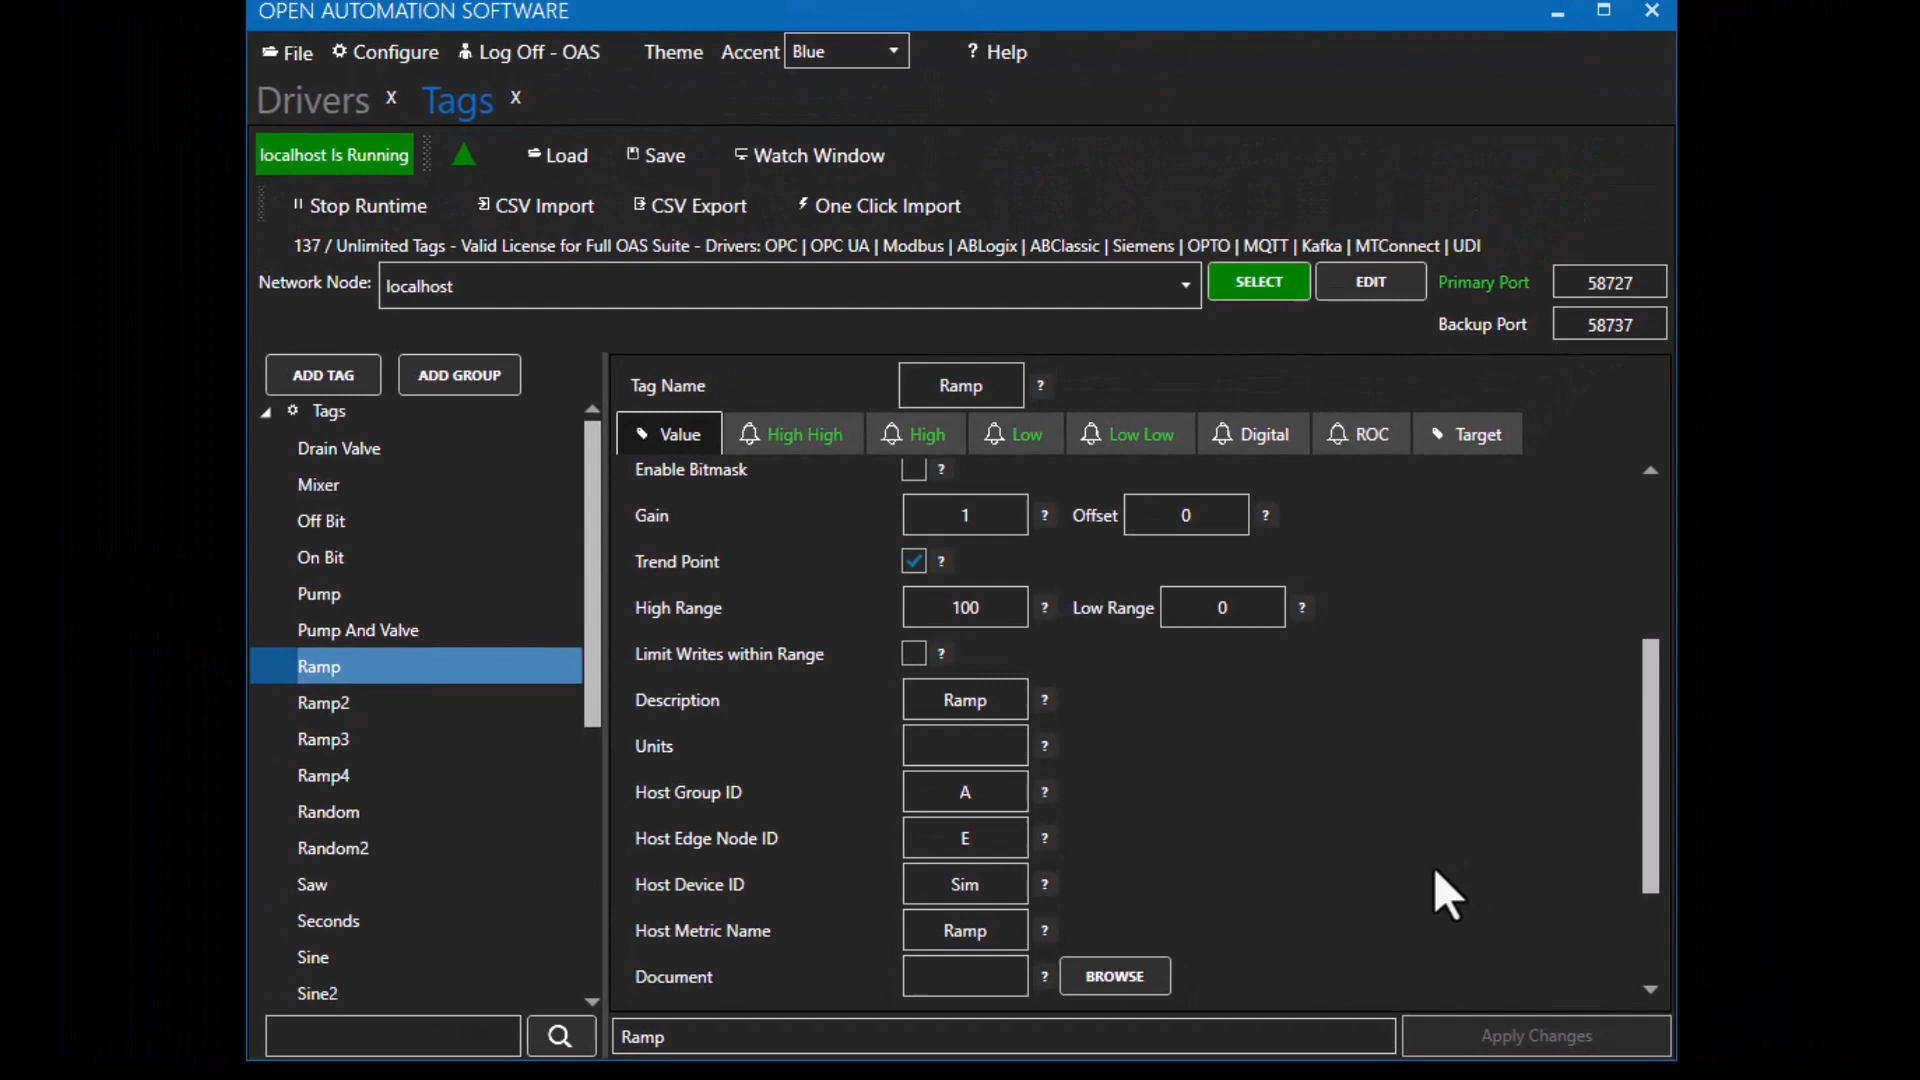 OPEN AUTOMATION SOFTWARE
File Configure Log Off - OAS Theme Accent Blue ? Help
Drivers X Tags X
localhost Is Running Load Save Watch Window
Stop Runtime CSV Import CSV Export One Click Import
137 / Unlimited Tags - Valid License for Full OAS Suite - Drivers: OPC | OPC UA | Modbus | ABLogix | ABClassic | Siemens | OPTO | MQTT | Kafka | MTConnect | UDI
Network Node: localhost SELECT EDIT Primary Port 58727
Backup Port 58737
ADD TAG ADD GROUP
Tags
Drain Valve
Mixer
Off Bit
On Bit
Pump
Pump And Valve
Ramp
Ramp2
Ramp3
Ramp4
Random
Random2
Saw
Seconds
Sine
Sine2
Tag Name Ramp ?
Value High High High Low Low Low Digital ROC Target
Enable Bitmask ?
Gain 1 ? Offset 0 ?
Trend Point ?
High Range 100 ? Low Range 0 ?
Limit Writes within Range ?
Description Ramp ?
Units ?
Host Group ID A ?
Host Edge Node ID E ?
Host Device ID Sim ?
Host Metric Name Ramp ?
Document ? BROWSE
Ramp Apply Changes